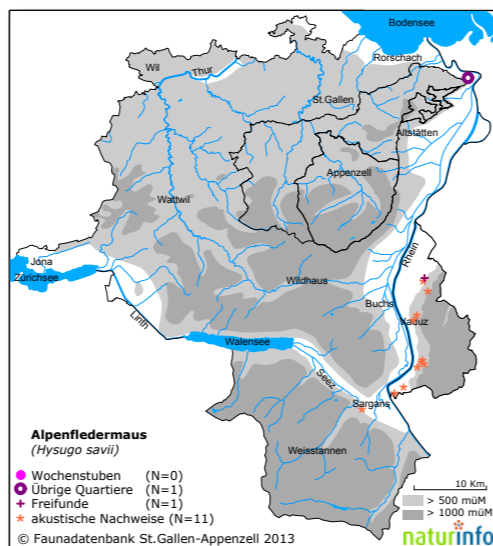 Bodensee
Rorschach
Wil
Thur
St.Gallen
Altstätten
Appenzell
Wattwil
Rhein
Jona
Zürichsee
Wildhaus
Buchs
Vaduz
Linth
Walensee
Seez
Sargans
Weisstannen
Alpenfledermaus
(Hysugo savii)
Wochenstuben (N=0)
Übrige Quartiere (N=1)
Freifunde (N=1)
akustische Nachweise (N=11)
© Faunadatenbank St.Gallen-Appenzell 2013
10 Km
> 500 müM
> 1000 müM
naturinfo